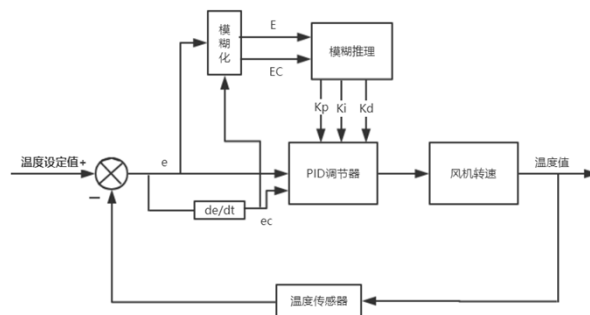 模糊化
E
EC
模糊推理
Kp Ki Kd
温度设定值+
e
PID调节器
风机转速
温度值
−
de/dt
ec
温度传感器